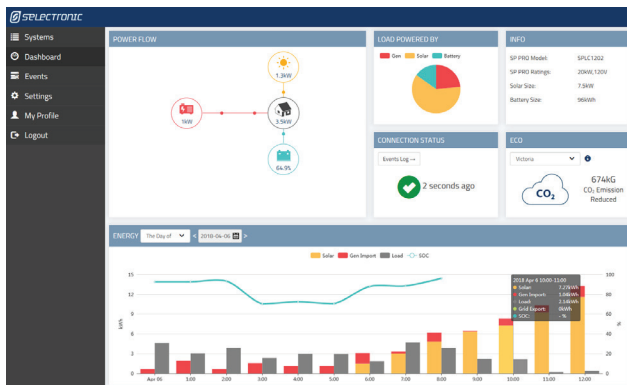 selectronic
Systems
Dashboard
Events
Settings
My Profile
Logout
POWER FLOW
1.3kW
1kW
3.5kW
64.9%
LOAD POWERED BY
Gen Solar Battery
INFO
SP PRO Model: SPLC1202
SP PRO Ratings: 20kW,120V
Solar Size: 7.5kW
Battery Size: 96kWh
CONNECTION STATUS
Events Log →
2 seconds ago
ECO
Victoria
CO2
674kG
CO2 Emission
Reduced
ENERGY The Day of < 2018-04-06 >
Solar Gen Import Load SOC
kWh
15
12
9
6
3
0
%
100
80
60
40
20
0
2018 Apr 6 10:00-11:00
Solar: 7.27kWh
Gen Import:
Load: 2.14kWh
Grid Export: 0kWh
SOC: - %
Apr 06 1:00 2:00 3:00 4:00 5:00 6:00 7:00 8:00 9:00 10:00 11:00 12:00